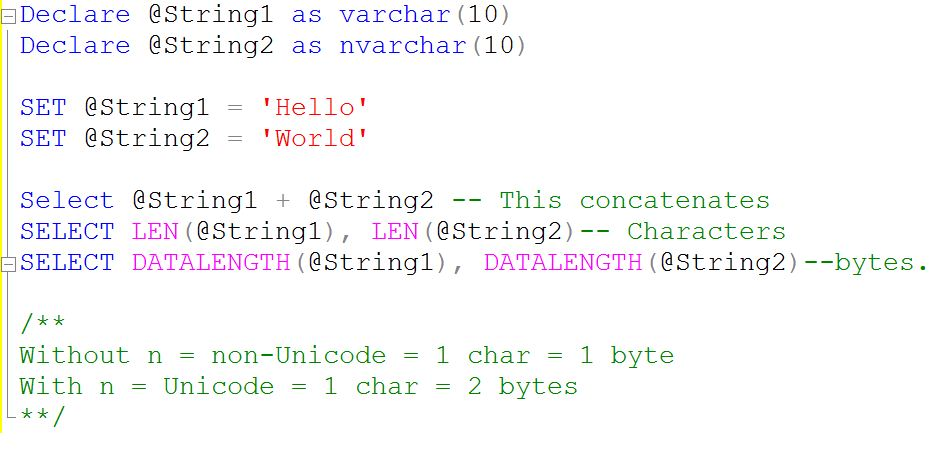 Declare @String1 as varchar(10)
Declare @String2 as nvarchar(10)
SET @String1 = 'Hello'
SET @String2 = 'World'
Select @String1 + @String2 -- This concatenates
SELECT LEN(@String1), LEN(@String2)-- Characters
SELECT DATALENGTH(@String1), DATALENGTH(@String2)--bytes.
/**
Without n = non-Unicode = 1 char = 1 byte
With n = Unicode = 1 char = 2 bytes
**/